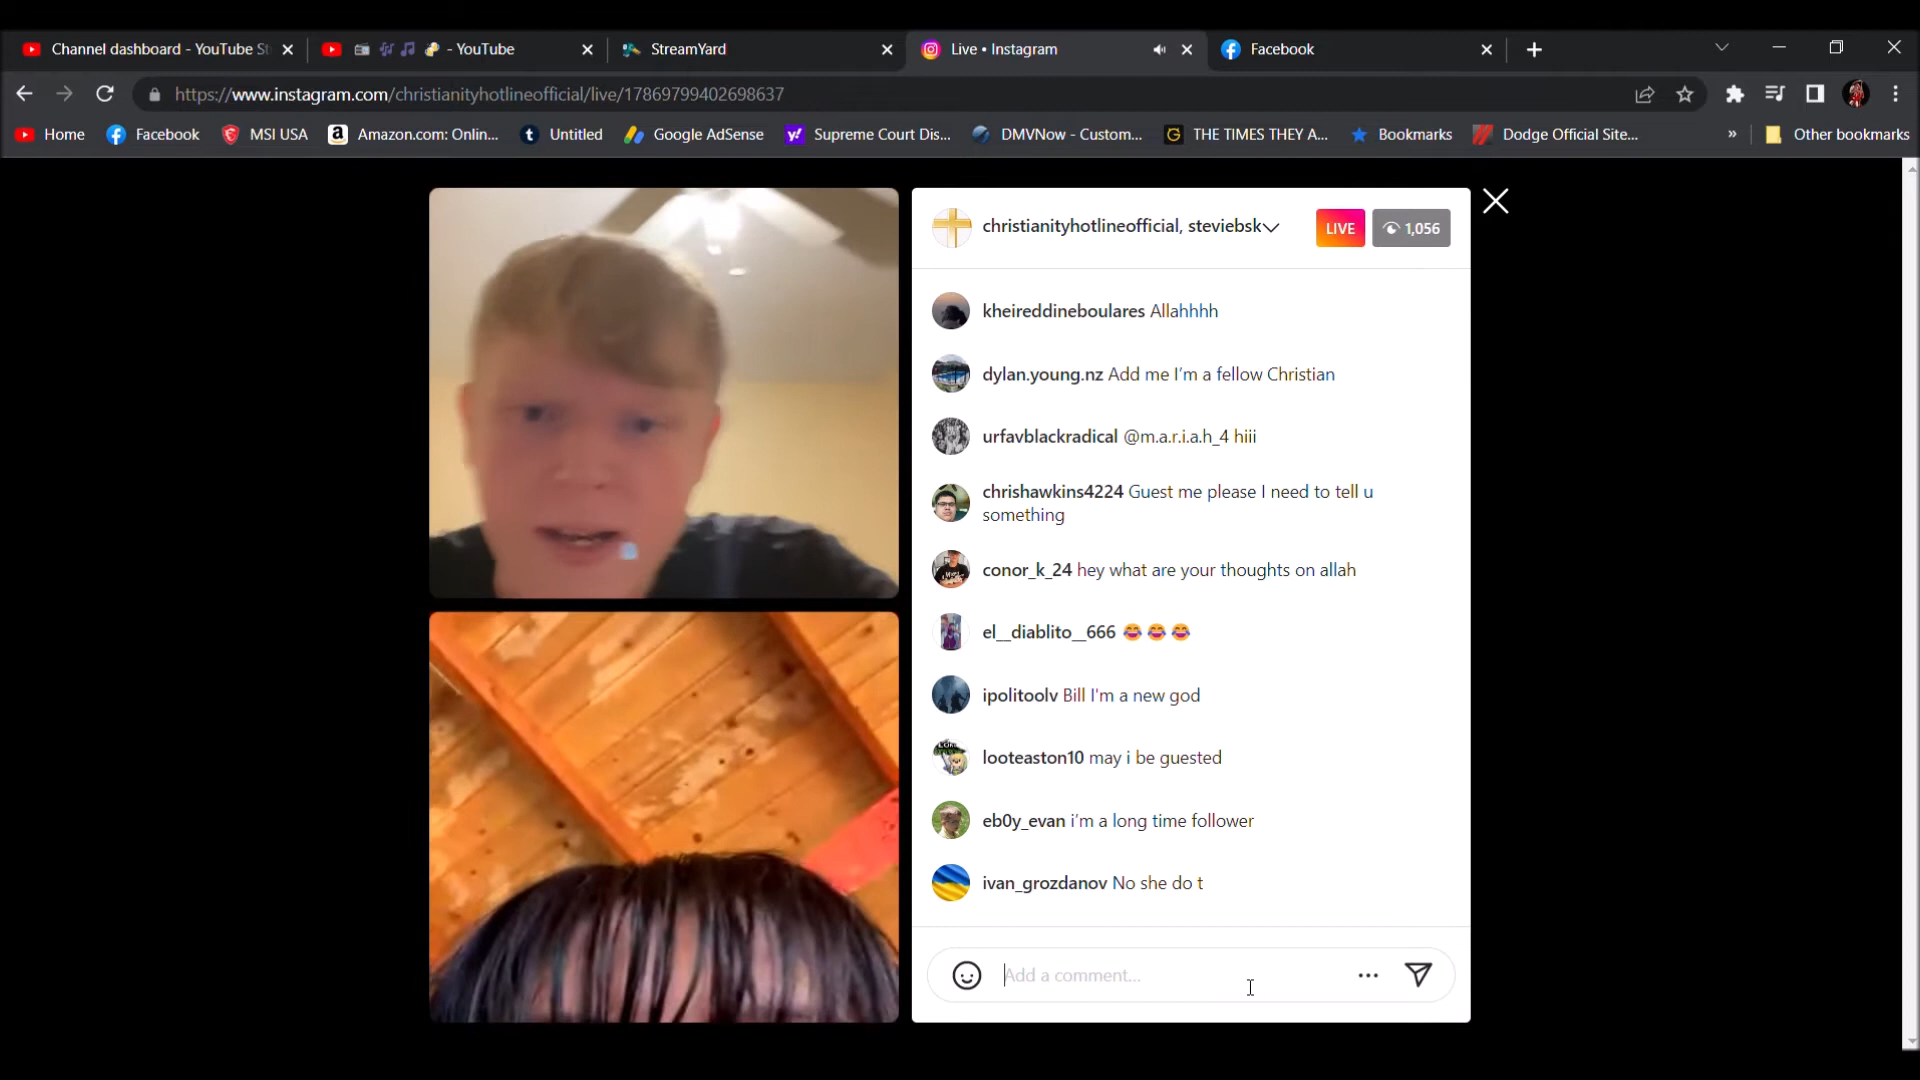 Channel dashboard - YouTube St
- YouTube
StreamYard
Live • Instagram
Facebook
https://www.instagram.com/christianityhotlineofficial/live/17869799402698637
Home
Facebook
MSI USA
Amazon.com: Onlin...
Untitled
Google AdSense
Supreme Court Dis...
DMVNow - Custom...
THE TIMES THEY A...
Bookmarks
Dodge Official Site...
»
Other bookmarks
christianityhotlineofficial, steviebsk
LIVE
1,056
kheireddineboulares Allahhhh
dylan.young.nz Add me I'm a fellow Christian
urfavblackradical @m.a.r.i.a.h_4 hiii
chrishawkins4224 Guest me please I need to tell u
something
conor_k_24 hey what are your thoughts on allah
el__diablito__666 😂 😂 😂
ipolitoolv Bill I'm a new god
looteaston10 may i be guested
eb0y_evan i'm a long time follower
ivan_grozdanov No she do t
Add a comment...